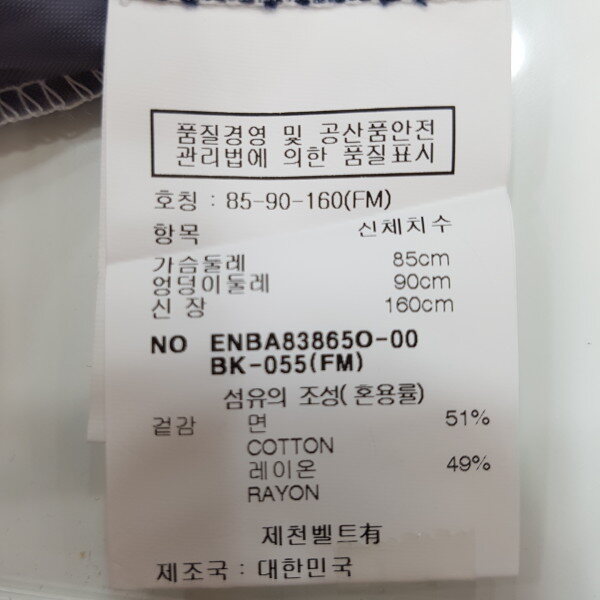 품질경영 및 공산품안전
관리법에 의한 품질표시
호칭 : 85-90-160(FM)
항목 신체치수
가슴둘레 85cm
엉덩이둘레 90cm
신 장 160cm
NO ENBA83865O-00
BK-055(FM)
섬유의 조성( 혼용률)
겉감 면 51%
COTTON
레이온 49%
RAYON
제천벨트有
제조국 : 대한민국